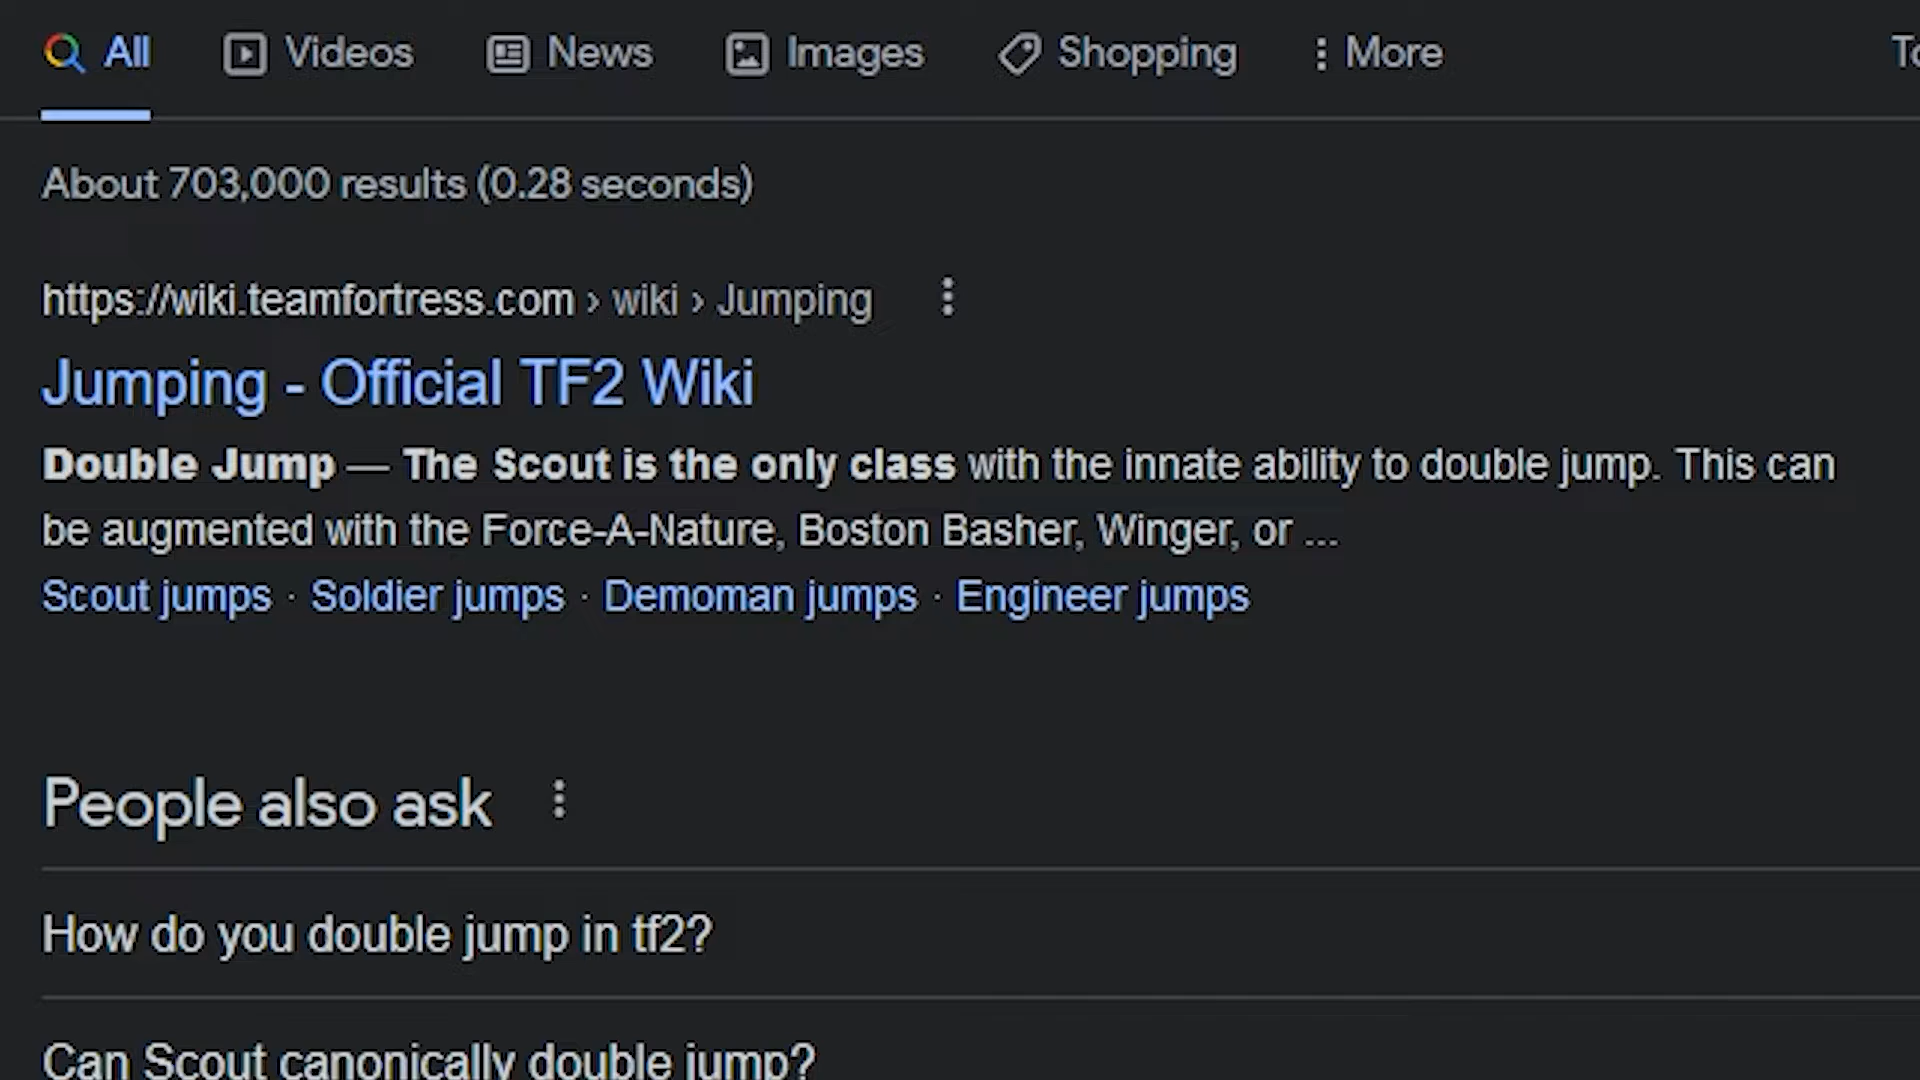 All Videos News Images Shopping More To
About 703,000 results (0.28 seconds)
https://wiki.teamfortress.com › wiki › Jumping
Jumping - Official TF2 Wiki
Double Jump — The Scout is the only class with the innate ability to double jump. This can
be augmented with the Force-A-Nature, Boston Basher, Winger, or ...
Scout jumps · Soldier jumps · Demoman jumps · Engineer jumps
People also ask
How do you double jump in tf2?
Can Scout canonically double jump?